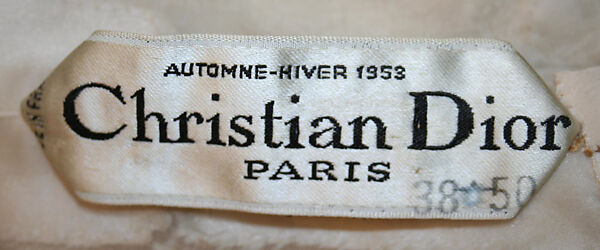 AUTOMNE-HIVER 1953
Christian Dior
PARIS
38 50